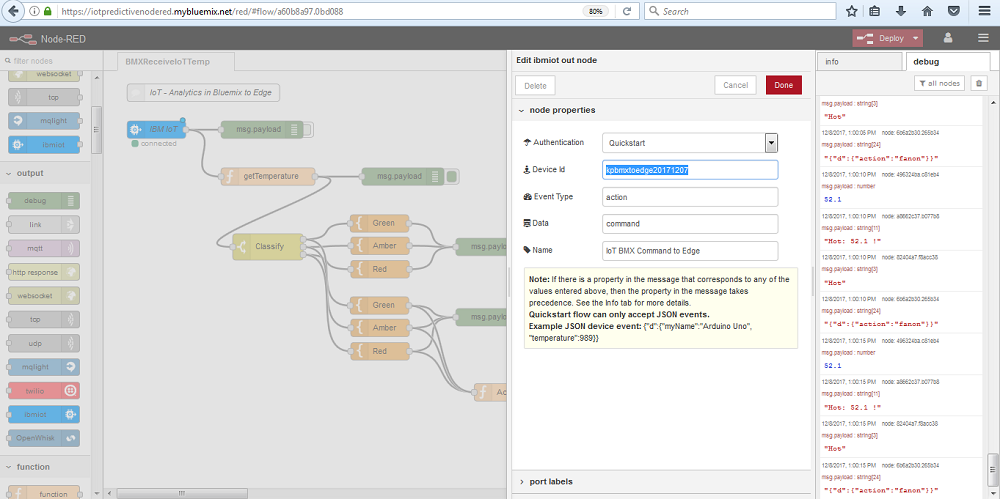 https://iotpredictivenodered.mybluemix.net/red/#flow/a60b8a97.0bd088
80%
Search
Node-RED
Deploy
filter nodes
websocket
tcp
mqlight
ibmiot
output
debug
link
mqtt
http response
websocket
tcp
udp
mqlight
twilio
ibmiot
OpenWhisk
function
function
BMXReceiveIoTTemp
IoT - Analytics in Bluemix to Edge
IBM IoT
connected
msg.payload
getTemperature
msg.payload
Classify
Green
Amber
Red
msg.pay
Green
Amber
Red
msg.pay
Ac
Edit ibmiot out node
Delete
Cancel
Done
node properties
Authentication
Quickstart
Device Id
kpbmxtoedge20171207
Event Type
action
Data
command
Name
IoT BMX Command to Edge
Note: If there is a property in the message that corresponds to any of the
values entered above, then the property in the message takes
precedence. See the Info tab for more details.
Quickstart flow can only accept JSON events.
Example JSON device event: {"d":{"myName":"Arduino Uno",
"temperature":989}}
port labels
info
debug
all nodes
msg.payload : string[3]
"Hot"
12/8/2017, 1:00:05 PM node: 6b6a2b30.265b34
msg.payload : string[24]
"{"d":{"action":"fanon"}}"
12/8/2017, 1:00:10 PM node: 496324ba.c81eb4
msg.payload : number
52.1
12/8/2017, 1:00:10 PM node: a8662c37.b077b8
msg.payload : string[11]
"Hot: 52.1 !"
12/8/2017, 1:00:10 PM node: 82404a7.f8acc38
msg.payload : string[3]
"Hot"
12/8/2017, 1:00:10 PM node: 6b6a2b30.265b34
msg.payload : string[24]
"{"d":{"action":"fanon"}}"
12/8/2017, 1:00:15 PM node: 496324ba.c81eb4
msg.payload : number
52.1
12/8/2017, 1:00:15 PM node: a8662c37.b077b8
msg.payload : string[11]
"Hot: 52.1 !"
12/8/2017, 1:00:15 PM node: 82404a7.f8acc38
msg.payload : string[3]
"Hot"
12/8/2017, 1:00:15 PM node: 6b6a2b30.265b34
msg.payload : string[24]
"{"d":{"action":"fanon"}}"